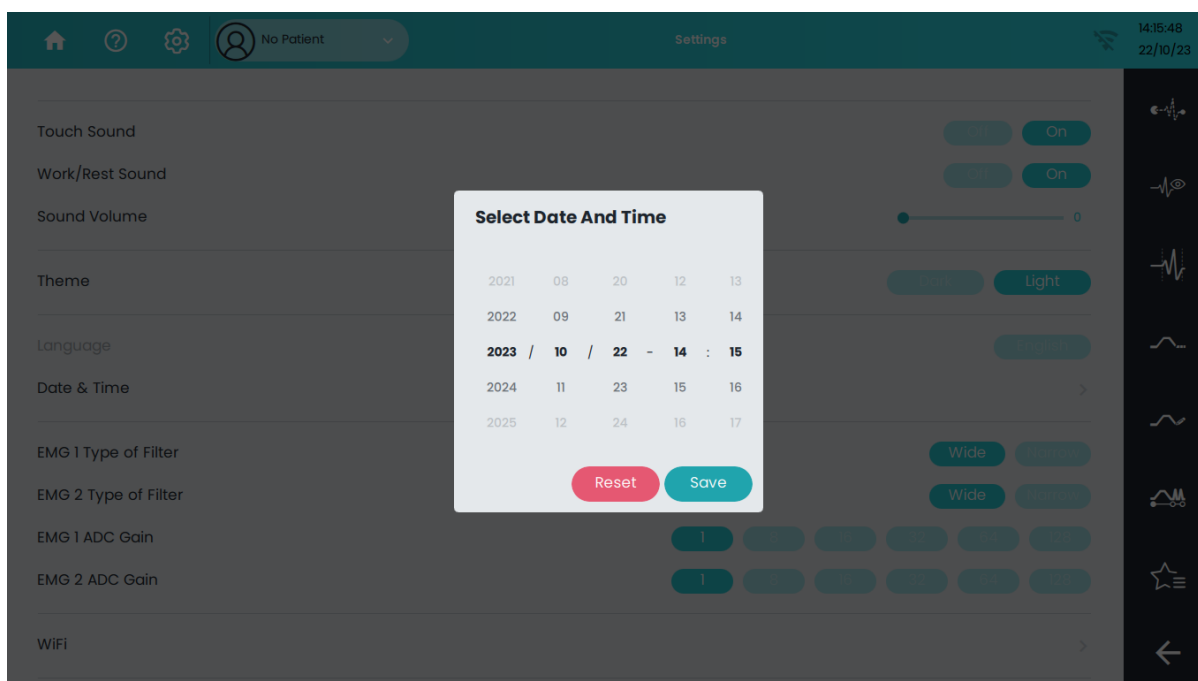 No Patient
Settings
14:15:48
22/10/23
Touch Sound
On
Work/Rest Sound
On
Sound Volume
0
Theme
Light
Language
English
Date & Time
EMG 1 Type of Filter
Wide
Narrow
EMG 2 Type of Filter
Wide
Narrow
EMG 1 ADC Gain
1
EMG 2 ADC Gain
1
WiFi
Select Date And Time
2021 08 20 12 13
2022 09 21 13 14
2023 / 10 / 22 - 14 : 15
2024 11 23 15 16
2025 12 24 16 17
Reset
Save